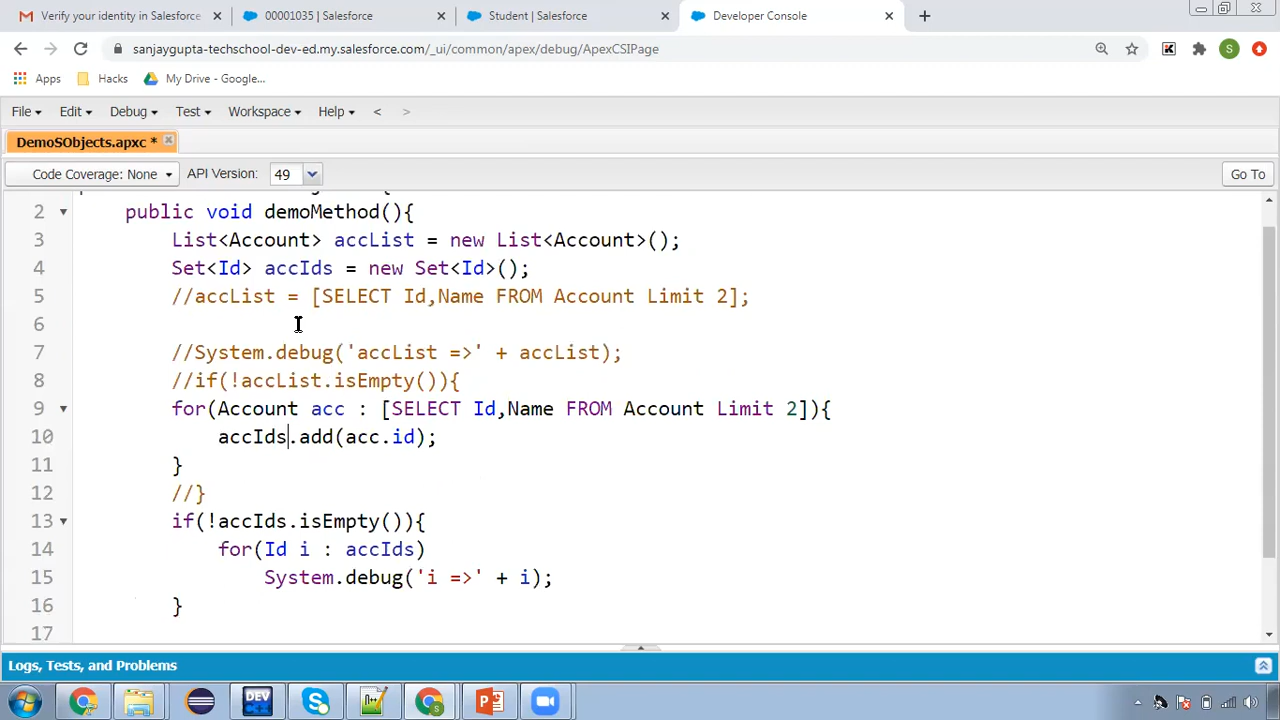 Verify your identity in Salesforce
00001035 | Salesforce
Student | Salesforce
Developer Console
sanjaygupta-techschool-dev-ed.my.salesforce.com/_ui/common/apex/debug/ApexCSIPage
S
Apps
Hacks
My Drive - Google...
File
Edit
Debug
Test
Workspace
Help
<
>
DemoSObjects.apxc *
Code Coverage: None
API Version:
49
Go To
2 public void demoMethod(){
3 List<Account> accList = new List<Account>();
4 Set<Id> accIds = new Set<Id>();
5 //accList = [SELECT Id,Name FROM Account Limit 2];
6
7 //System.debug('accList =>' + accList);
8 //if(!accList.isEmpty()){
9 for(Account acc : [SELECT Id,Name FROM Account Limit 2]){
10 accIds.add(acc.id);
11 }
12 //}
13 if(!accIds.isEmpty()){
14 for(Id i : accIds)
15 System.debug('i =>' + i);
16 }
17
Logs, Tests, and Problems
DEV
C++